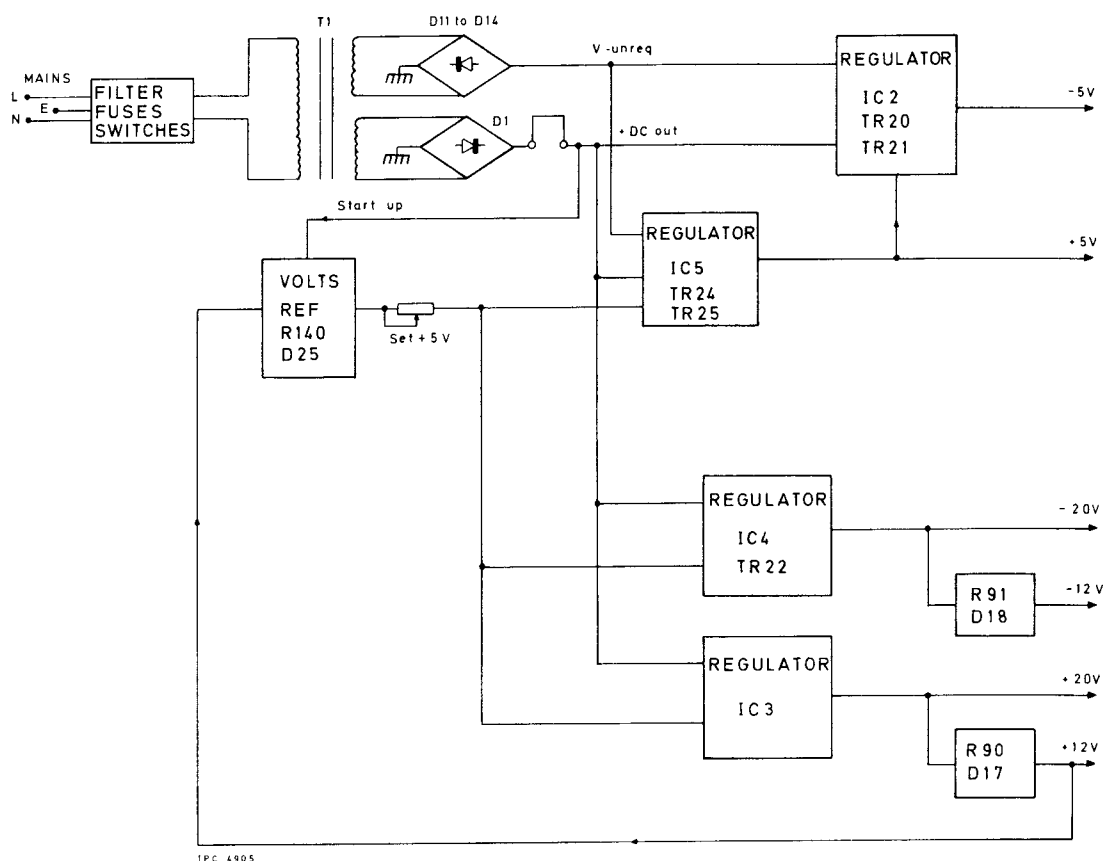 T1
D11 to D14
V-unreq
MAINS
L
E
N
FILTER
FUSES
SWITCHES
D1
+ DC out
REGULATOR
IC2
TR20
TR21
-5V
Start up
VOLTS
REF
R140
D25
Set + 5V
REGULATOR
IC5
TR24
TR25
+5V
REGULATOR
IC4
TR22
-20V
R91
D18
-12V
REGULATOR
IC3
+20V
R90
D17
+12V
TPC 4905